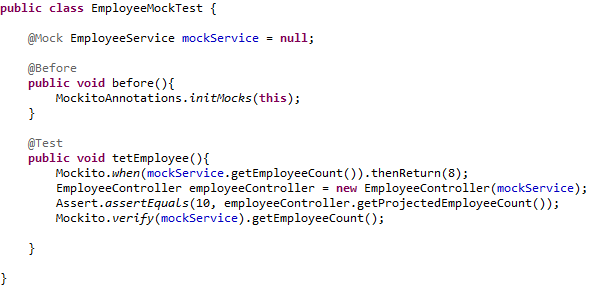 public class EmployeeMockTest {
@Mock EmployeeService mockService = null;
@Before
public void before(){
MockitoAnnotations.initMocks(this);
}
@Test
public void tetEmployee(){
Mockito.when(mockService.getEmployeeCount()).thenReturn(8);
EmployeeController employeeController = new EmployeeController(mockService);
Assert.assertEquals(10, employeeController.getProjectedEmployeeCount());
Mockito.verify(mockService).getEmployeeCount();
}
}